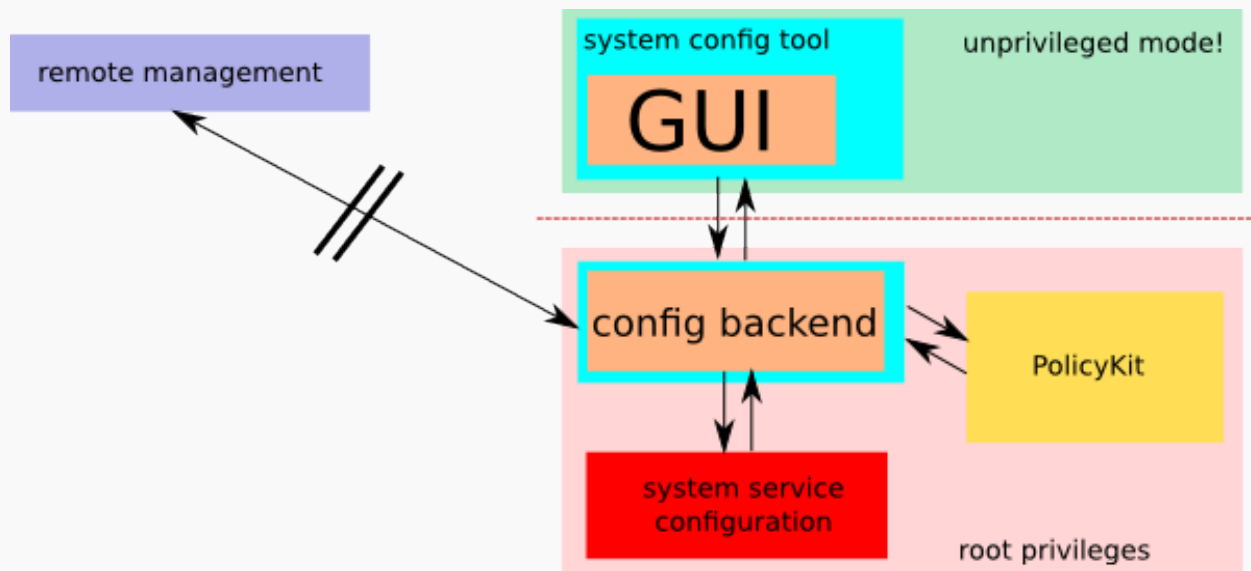 remote management
system config tool
unprivileged mode!
GUI
config backend
PolicyKit
system service
configuration
root privileges